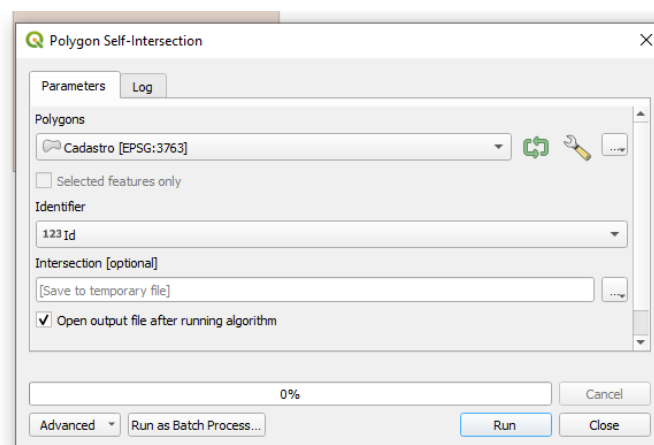 Polygon Self-Intersection
Parameters Log
Polygons
Cadastro [EPSG:3763]
...
Selected features only
Identifier
123 Id
Intersection [optional]
[Save to temporary file]
...
Open output file after running algorithm
0% Cancel
Advanced Run as Batch Process... Run Close